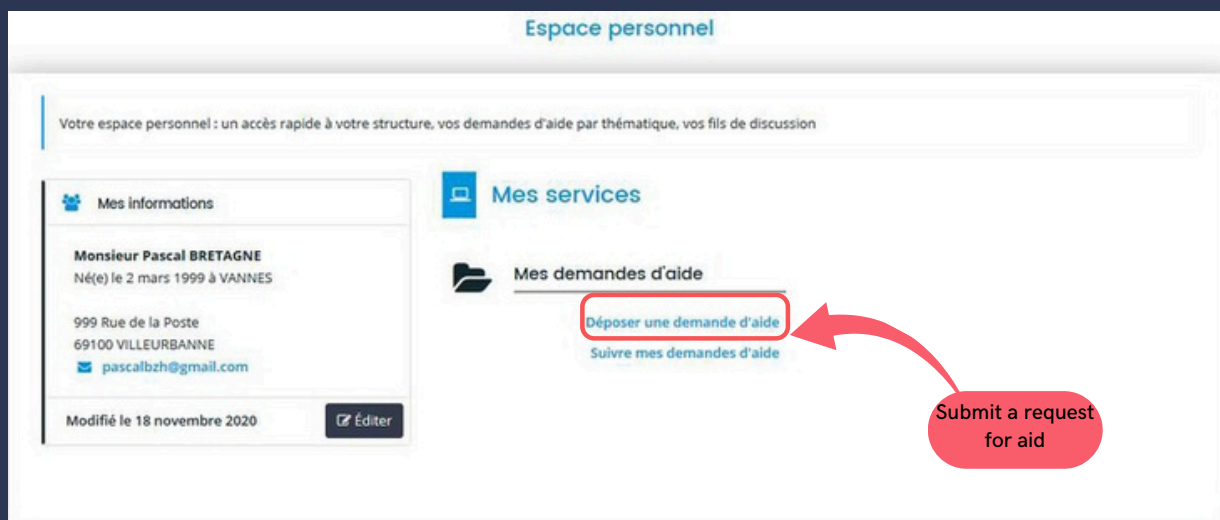 Espace personnel
Votre espace personnel : un accès rapide à votre structure, vos demandes d'aide par thématique, vos fils de discussion
Mes informations
Monsieur Pascal BRETAGNE
Né(e) le 2 mars 1999 à VANNES
999 Rue de la Poste
69100 VILLEURBANNE
pascalbzh@gmail.com
Modifié le 18 novembre 2020
Éditer
Mes services
Mes demandes d'aide
Déposer une demande d'aide
Suivre mes demandes d'aide
Submit a request
for aid